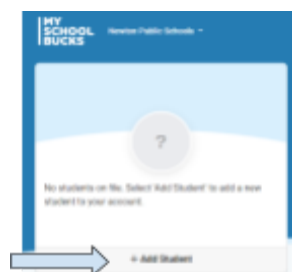 MY
SCHOOL
BUCKS
Newton Public Schools
?
No students on file. Select 'Add Student' to add a new
student to your account.
+ Add Student